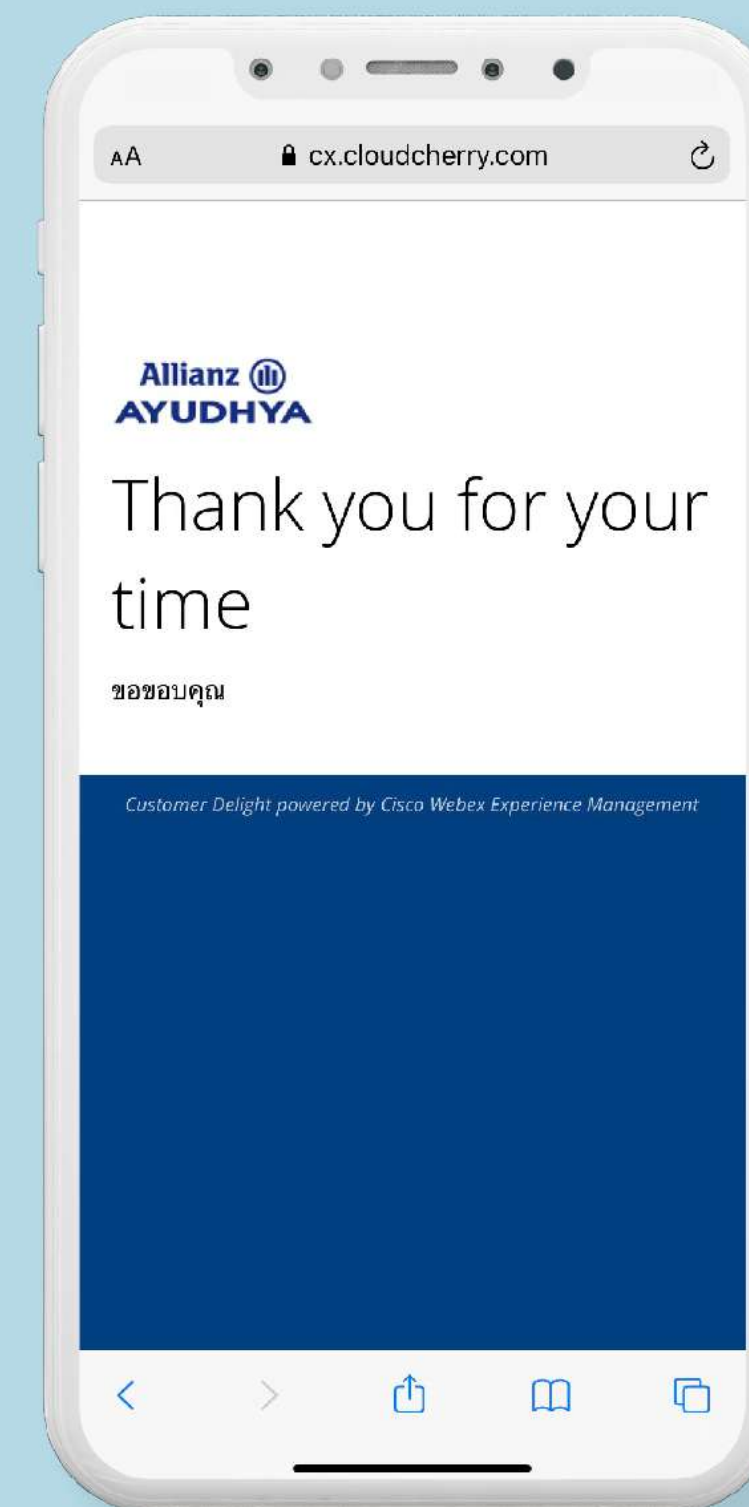 AA
cx.cloudcherry.com
Allianz
AYUDHYA
Thank you for your
time
ขอขอบคุณ
Customer Delight powered by Cisco Webex Experience Management